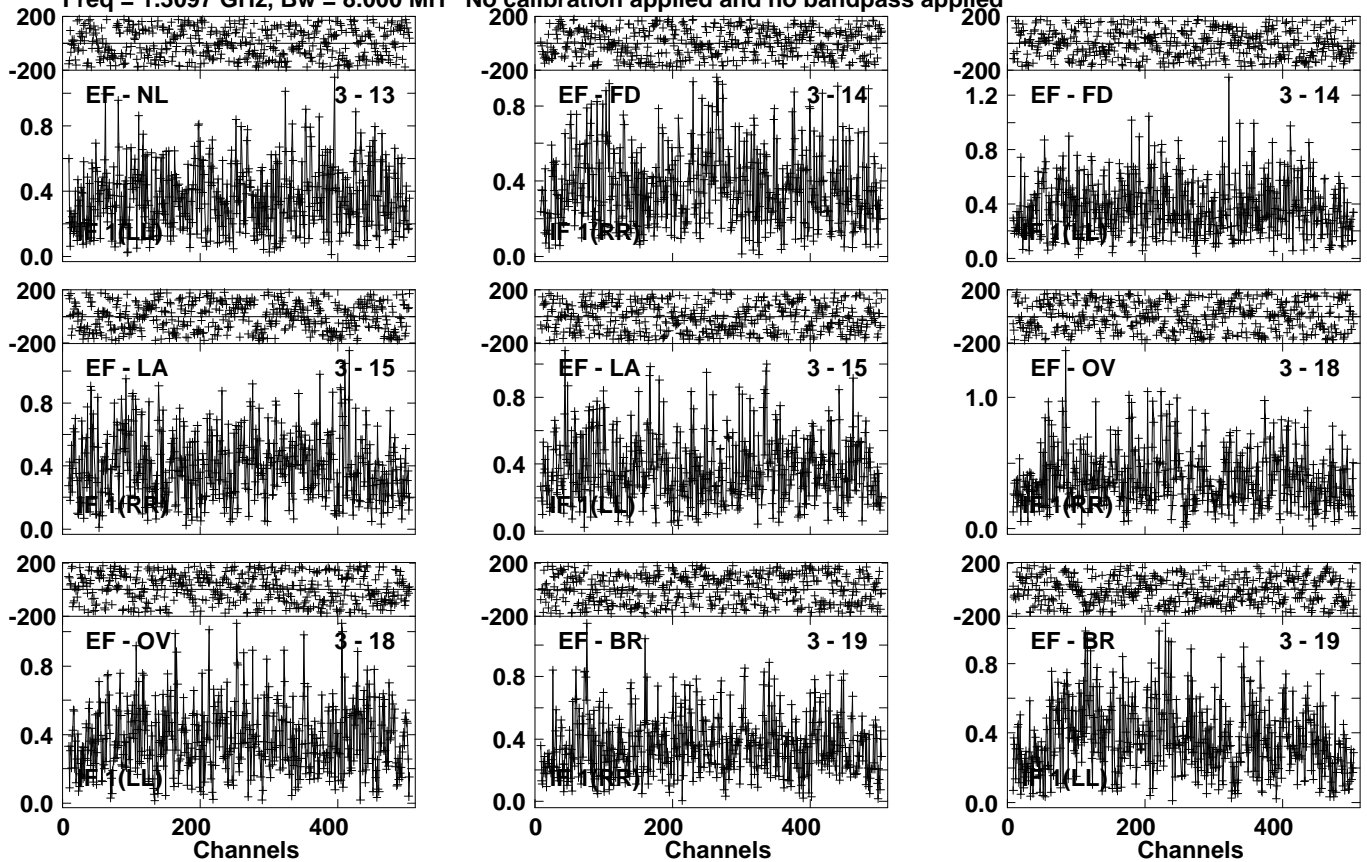 Freq = 1.5097 GHz, Bw = 8.000 MH No calibration applied and no bandpass applied
200 200 200
-200 -200 -200
EF - NL 3 - 13 EF - FD 3 - 14 EF - FD 3 - 14
0.8 0.8 1.2
0.8
0.4 0.4 0.4
IF 1(LL) IF 1(RR) IF 1(LL)
0.0 0.0 0.0
200 200 200
-200 -200 -200
EF - LA 3 - 15 EF - LA 3 - 15 EF - OV 3 - 18
0.8 0.8 1.0
0.4 0.4
IF 1(RR) IF 1(LL) IF 1(RR)
0.0 0.0 0.0
200 200 200
-200 -200 -200
EF - OV 3 - 18 EF - BR 3 - 19 EF - BR 3 - 19
0.8 0.8 0.8
0.4 0.4 0.4
IF 1(LL) IF 1(RR) IF 1(LL)
0.0 0.0 0.0
0 200 400 0 200 400 0 200 400
Channels Channels Channels